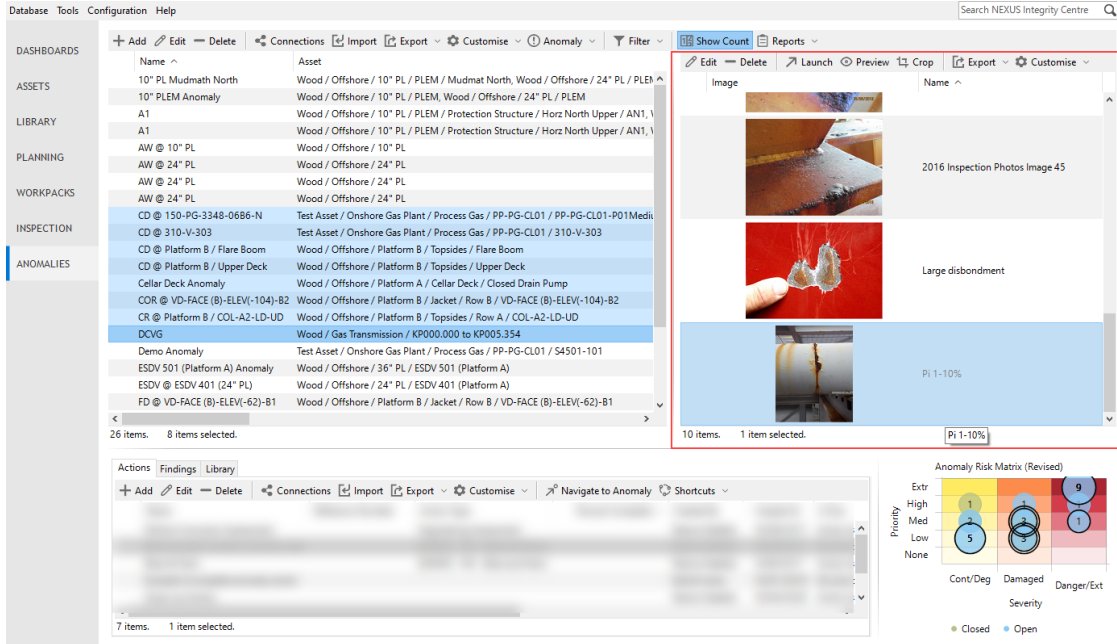 Database Tools Configuration Help
Search NEXUS Integrity Centre
DASHBOARDS
ASSETS
LIBRARY
PLANNING
WORKPACKS
INSPECTION
ANOMALIES
Add Edit Delete Connections Import Export Customise Anomaly Filter Show Count Reports
Name Asset
10" PL Mudmath North Wood / Offshore / 10" PL / PLEM / Mudmat North, Wood / Offshore / 24" PL / PLEM
10" PLEM Anomaly Wood / Offshore / 10" PL / PLEM, Wood / Offshore / 24" PL / PLEM
A1 Wood / Offshore / 10" PL / PLEM / Protection Structure / Horz North Upper / AN1,
A1 Wood / Offshore / 10" PL / PLEM / Protection Structure / Horz North Upper / AN1,
AW @ 10" PL Wood / Offshore / 10" PL
AW @ 24" PL Wood / Offshore / 24" PL
AW @ 24" PL Wood / Offshore / 24" PL
AW @ 24" PL Wood / Offshore / 24" PL
CD @ 150-PG-3348-06B6-N Test Asset / Onshore Gas Plant / Process Gas / PP-PG-CL01 / PP-PG-CL01-P01Mediu
CD @ 310-V-303 Test Asset / Onshore Gas Plant / Process Gas / PP-PG-CL01 / 310-V-303
CD @ Platform B / Flare Boom Wood / Offshore / Platform B / Topsides / Flare Boom
CD @ Platform B / Upper Deck Wood / Offshore / Platform B / Topsides / Upper Deck
Cellar Deck Anomaly Wood / Offshore / Platform A / Cellar Deck / Closed Drain Pump
COR @ VD-FACE (B)-ELEV(-104)-B2 Wood / Offshore / Platform B / Jacket / Row B / VD-FACE (B)-ELEV(-104)-B2
CR @ Platform B / COL-A2-LD-UD Wood / Offshore / Platform B / Topsides / Row A / COL-A2-LD-UD
DCVG Wood / Gas Transmission / KP000.000 to KP005.354
Demo Anomaly Test Asset / Onshore Gas Plant / Process Gas / PP-PG-CL01 / S4501-101
ESDV 501 (Platform A) Anomaly Wood / Offshore / 36" PL / ESDV 501 (Platform A)
ESDV @ ESDV 401 (24" PL) Wood / Offshore / 24" PL / ESDV 401 (Platform A)
FD @ VD-FACE (B)-ELEV(-62)-B1 Wood / Offshore / Platform B / Jacket / Row B / VD-FACE (B)-ELEV(-62)-B1
26 items. 8 items selected.
Edit Delete Launch Preview Crop Export Customise
Image Name
2016 Inspection Photos Image 45
Large disbondment
Pi 1-10%
10 items. 1 item selected.
Pi 1-10%
Actions Findings Library
Add Edit Delete Connections Import Export Customise Navigate to Anomaly Shortcuts
7 items. 1 item selected.
Anomaly Risk Matrix (Revised)
Priority
Extr 9
High 1 1
Med 2 1
Low 5
None
Cont/Deg Damaged Danger/Ext
Severity
Closed Open